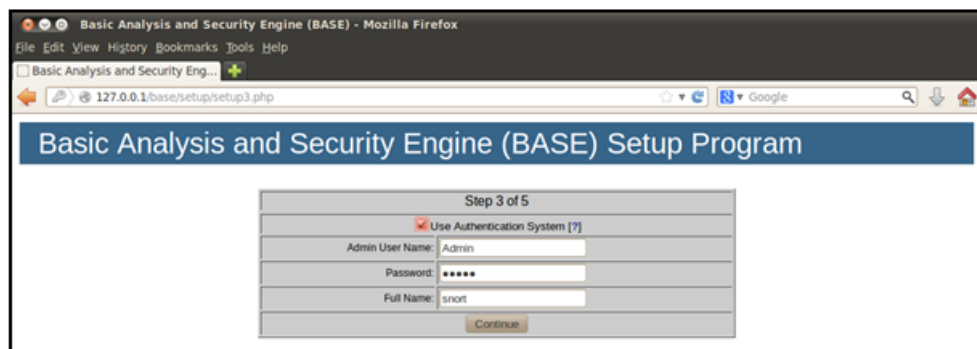 Basic Analysis and Security Engine (BASE) - Mozilla Firefox
File Edit View History Bookmarks Tools Help
Basic Analysis and Security Eng...
127.0.0.1/base/setup/setup3.php
Google
Basic Analysis and Security Engine (BASE) Setup Program
Step 3 of 5
Use Authentication System [?]
Admin User Name: Admin
Password: •••••
Full Name: snort
Continue